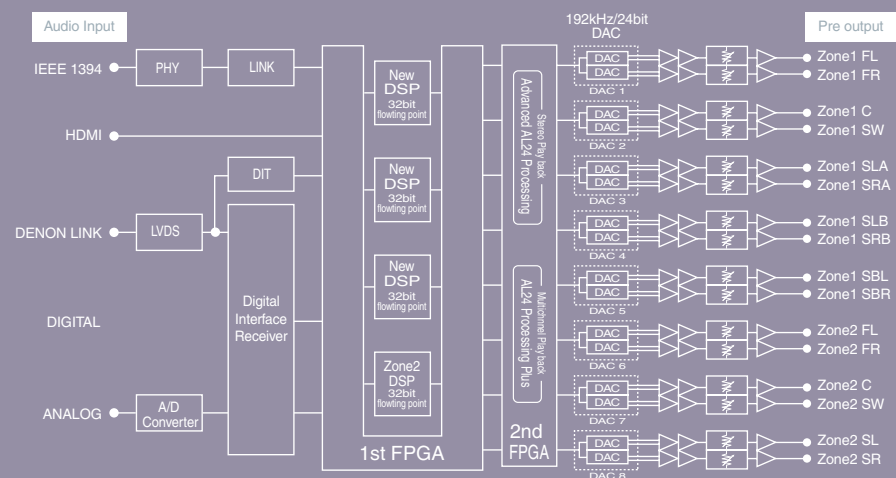 Audio Input
192kHz/24bit
DAC
Pre output
IEEE 1394
PHY
LINK
HDMI
DIT
DENON LINK
LVDS
DIGITAL
Digital
Interface
Receiver
ANALOG
A/D
Converter
New
DSP
32bit
flowting point
New
DSP
32bit
flowting point
New
DSP
32bit
flowting point
Zone2
DSP
32bit
flowting point
1st FPGA
Stereo Play back
Advanced AL24 Processing
Multichnnel Play back
AL24 Processing Plus
2nd
FPGA
DAC
DAC
DAC 1
DAC
DAC
DAC 2
DAC
DAC
DAC 3
DAC
DAC
DAC 4
DAC
DAC
DAC 5
DAC
DAC
DAC 6
DAC
DAC
DAC 7
DAC
DAC
DAC 8
Zone1 FL
Zone1 FR
Zone1 C
Zone1 SW
Zone1 SLA
Zone1 SRA
Zone1 SLB
Zone1 SRB
Zone1 SBL
Zone1 SBR
Zone2 FL
Zone2 FR
Zone2 C
Zone2 SW
Zone2 SL
Zone2 SR